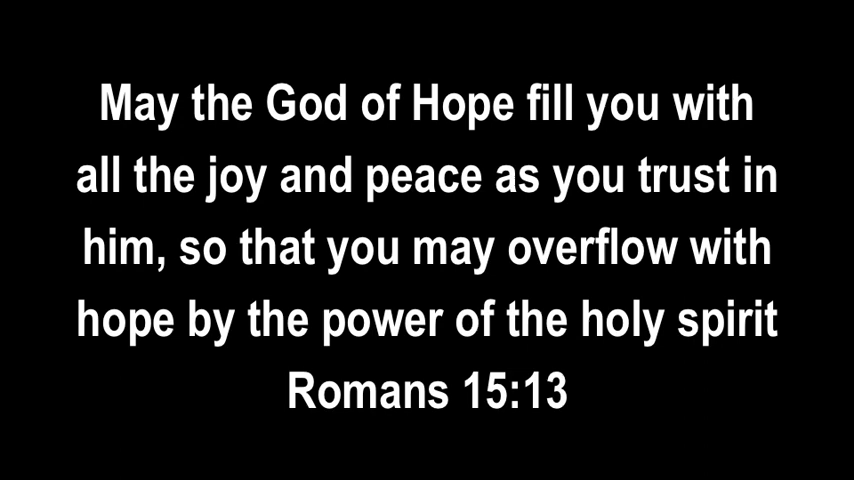 May the God of Hope fill you with
all the joy and peace as you trust in
him, so that you may overflow with
hope by the power of the holy spirit
Romans 15:13